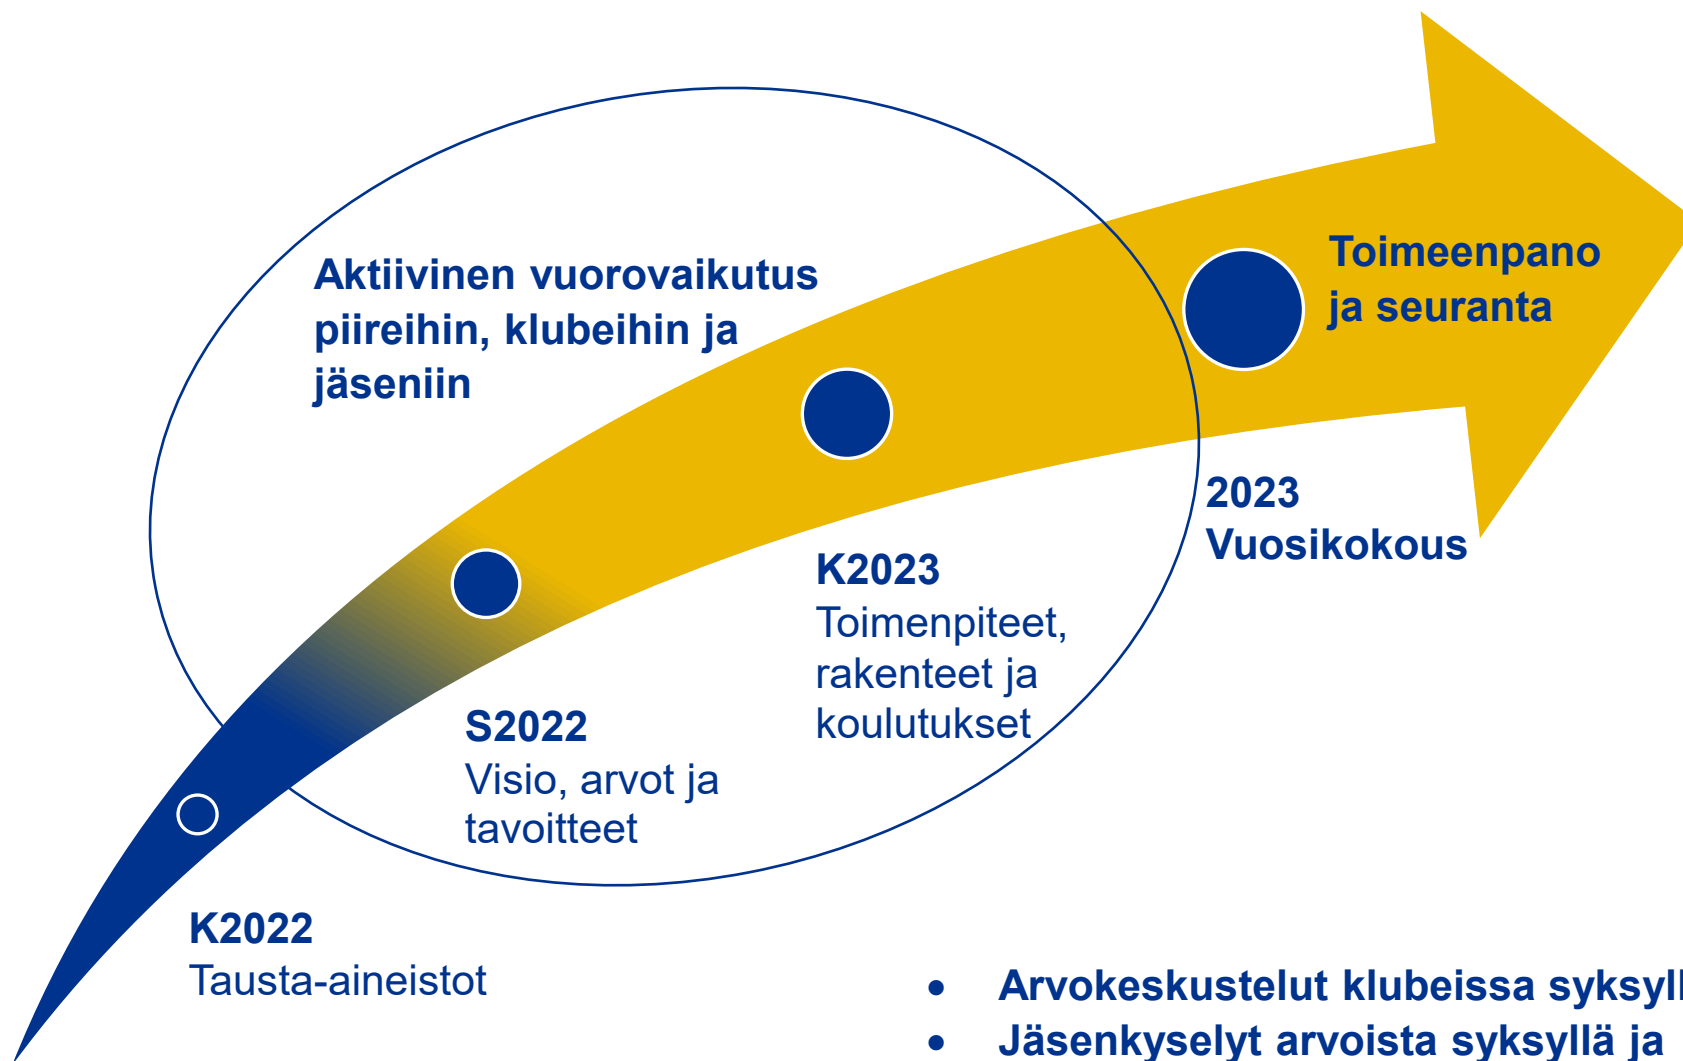 Aktiivinen vuorovaikutus
piireihin, klubeihin ja
jäseniin
Toimeenpano
ja seuranta
2023
Vuosikokous
K2023
Toimenpiteet,
rakenteet ja
koulutukset
S2022
Visio, arvot ja
tavoitteet
K2022
Tausta-aineistot
• Arvokeskustelut klubeissa
• Jäsenkyselyt arvoista syksyllä ja